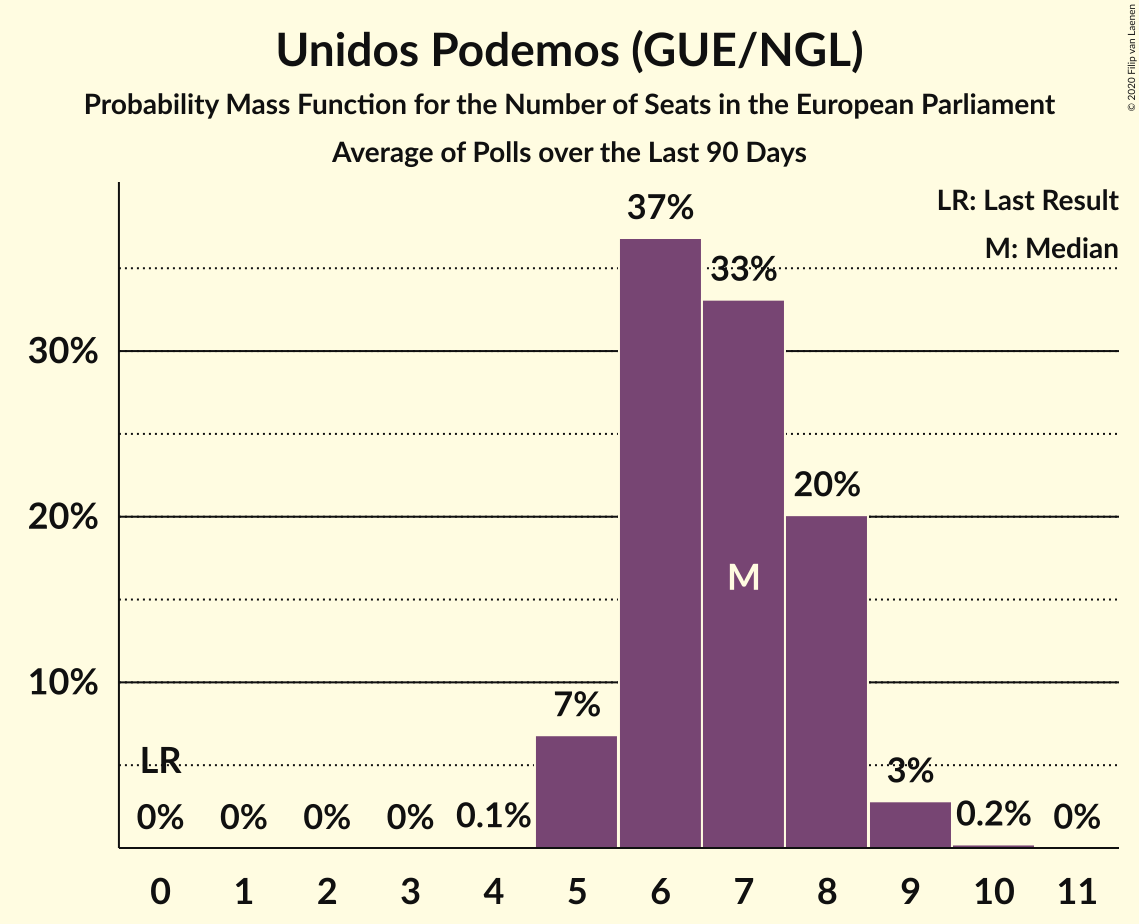 Unidos Podemos (GUE/NGL)
Probability Mass Function for the Number of Seats in the European Parliament
Average of Polls over the Last 90 Days
© 2020 Filip van Laenen
LR: Last Result
M: Median
37%
33%
30%
20%
20%
M
10%
7%
LR
3%
0%
0%
0%
0%
0.1%
0.2%
0%
0 1 2 3 4 5 6 7 8 9 10 11